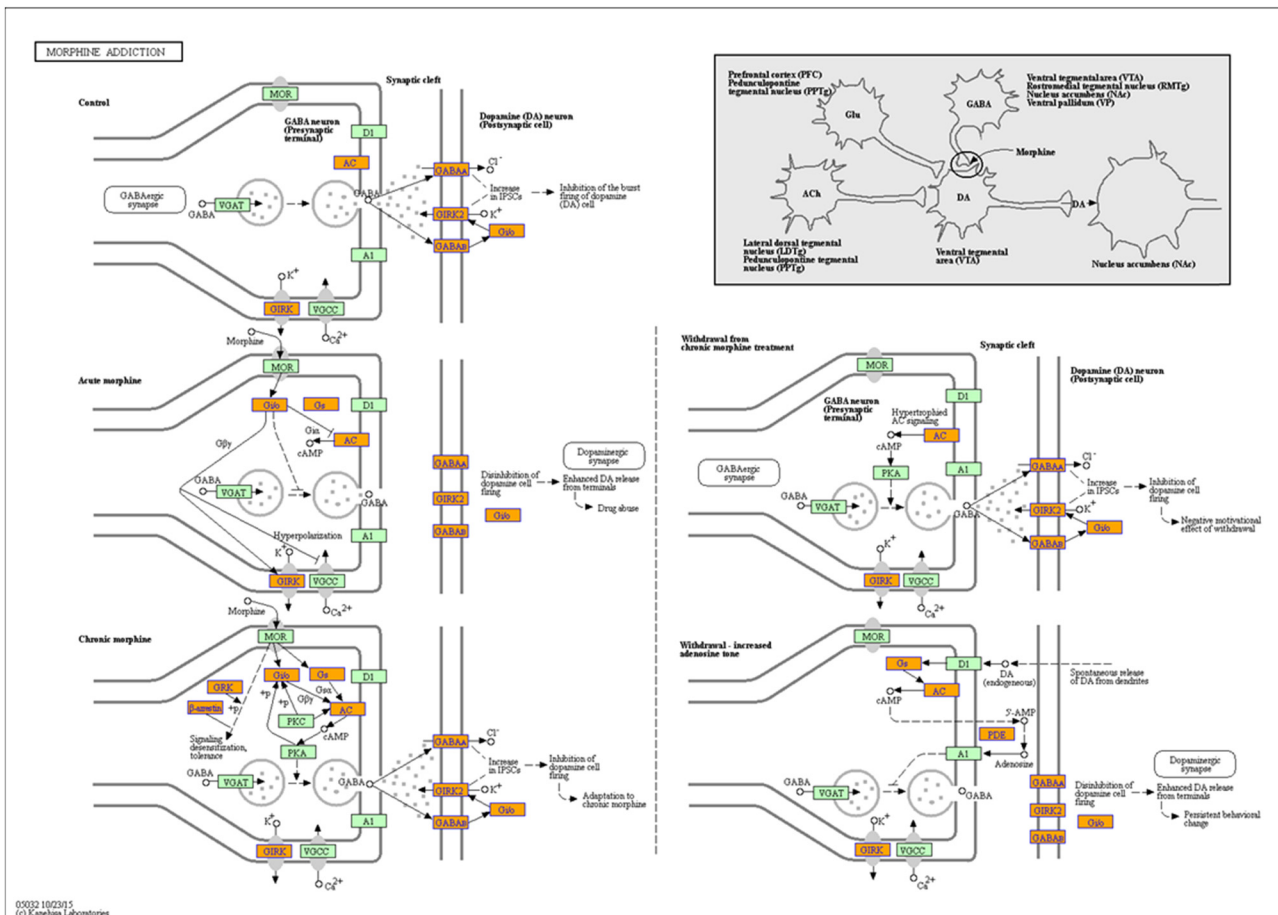 MORPHINE ADDICTION
Control
MOR
GABA neuron
(Presynaptic
terminal)
Synaptic cleft
Dopamine (DA) neuron
(Postsynaptic cell)
D1
AC
GABAergic
synapse
GABA
VGAT
GABA
GABAA
Cl-
Increase
in IPSCs
Inhibition of the burst
firing of dopamine
(DA) cell
GIRK2
K+
Gi/o
GABAB
A1
K+
GIRK
VGCC
Ca2+
Prefrontal cortex (PFC)
Pedunculopontine
tegmental nucleus (PPTg)
Glu
GABA
Ventral tegmentalarea (VTA)
Rostromedial tegmental nucleus (RMTg)
Nucleus accumbens (NAc)
Ventral pallidum (VP)
Morphine
ACh
DA
DA
Lateral dorsal tegmental
nucleus (LDTg)
Pedunculopontine tegmental
nucleus (PPTg)
Ventral tegmental
area (VTA)
Nucleus accumbens (NAc)
Morphine
Acute morphine
MOR
Gi/o
Gs
D1
Giα
AC
cAMP
Gβγ
GABA
VGAT
GABA
Hyperpolarization
A1
K+
GIRK
VGCC
Ca2+
GABAA
GIRK2
GABAB
Gi/o
Disinhibition of
dopamine cell
firing
Dopaminergic
synapse
Enhanced DA release
from terminals
Drug abuse
Morphine
Chronic morphine
MOR
GRK
β-arrestin
+p
Gi/o
Gs
Gsα
Gβγ
+p
+p
PKC
AC
cAMP
PKA
D1
Signaling
desensitization,
tolerance
GABA
VGAT
GABA
A1
K+
GIRK
VGCC
Ca2+
GABAA
Cl-
Increase
in IPSCs
GIRK2
K+
Gi/o
GABAB
Inhibition of
dopamine cell
firing
Adaptation to
chronic morphine
Withdrawal from
chronic morphine treatment
Synaptic cleft
MOR
Dopamine (DA) neuron
(Postsynaptic cell)
GABA neuron
(Presynaptic
terminal)
D1
Hypertrophied
AC signaling
AC
cAMP
PKA
A1
GABAergic
synapse
GABA
VGAT
GABA
GABAA
Cl-
Increase
in IPSCs
GIRK2
K+
Gi/o
GABAB
Inhibition of
dopamine cell
firing
Negative motivational
effect of withdrawal
K+
GIRK
VGCC
Ca2+
Withdrawal - increased
adenosine tone
MOR
Gs
D1
DA
(endogeneous)
Spontaneous release
of DA from dendrites
AC
cAMP
5'-AMP
PDE
A1
Adenosine
GABA
VGAT
GABA
K+
GIRK
VGCC
Ca2+
GABAA
GIRK2
GABAB
Gi/o
Disinhibition of
dopamine cell
firing
Dopaminergic
synapse
Enhanced DA release
from terminals
Persistent behavioral
change
05032 10/23/15
(c) Kanehisa Laboratories